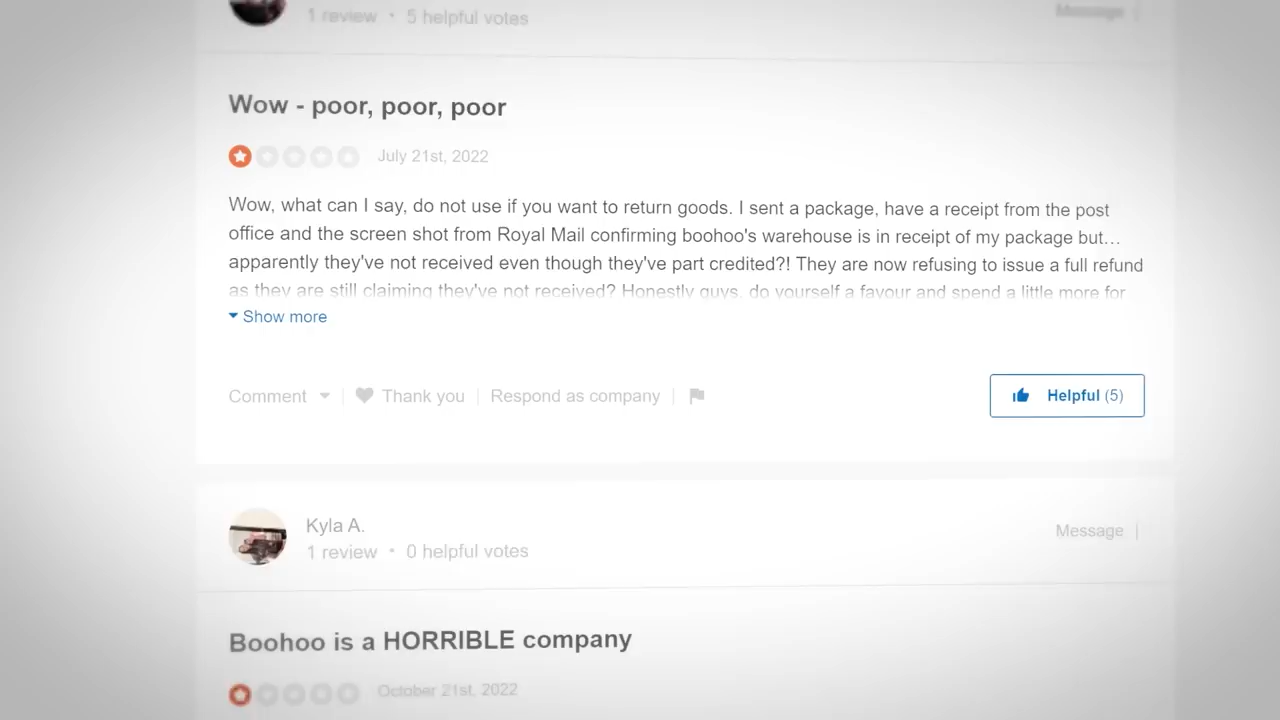 1 review • 5 helpful votes
Message |
Wow - poor, poor, poor
July 21st, 2022
Wow, what can I say, do not use if you want to return goods. I sent a package, have a receipt from the post
office and the screen shot from Royal Mail confirming boohoo's warehouse is in receipt of my package but…
apparently they've not received even though they've part credited?! They are now refusing to issue a full refund
as they are still claiming they've not received? Honestly guys, do yourself a favour and spend a little more for
Show more
Comment | Thank you | Respond as company |
Helpful (5)
Kyla A.
1 review • 0 helpful votes
Message |
Boohoo is a HORRIBLE company
October 21st, 2022